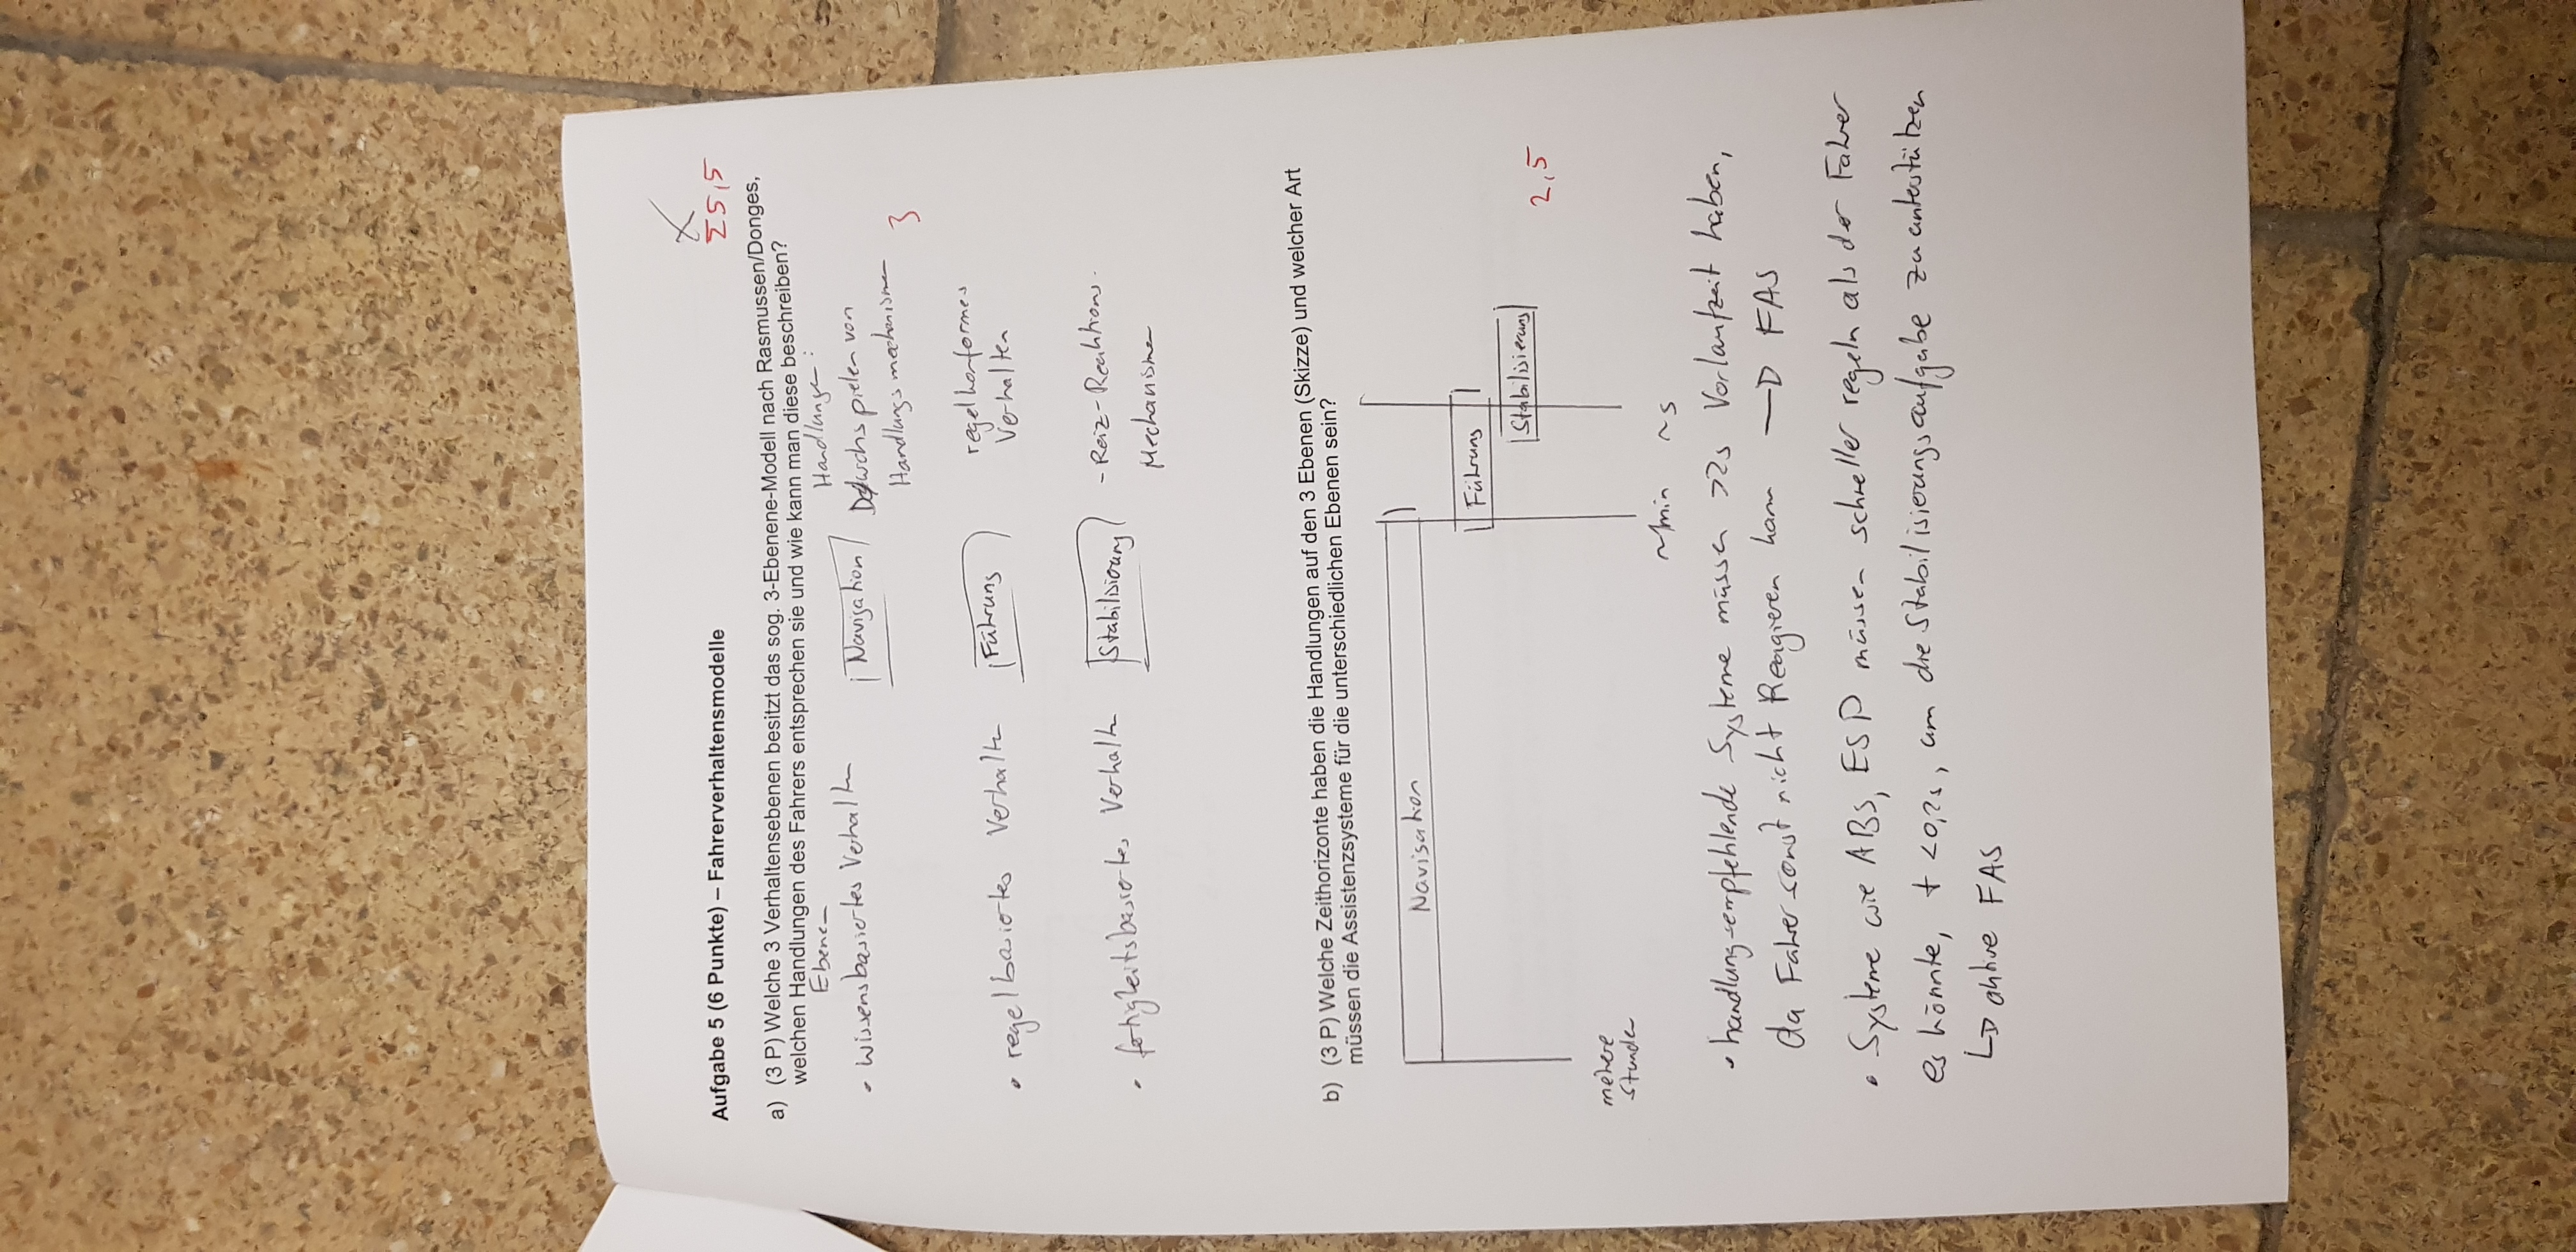 Aufgabe 5 (6 Punkte) – Fahrerverhaltensmodelle
Σ5,5
a) (3 P) Welche 3 Verhaltensebenen besitzt das sog. 3-Ebenene-Modell nach Rasmussen/Donges,
welchen Handlungen des Fahrers entsprechen sie und wie kann man diese beschreiben?
Ebenen
Handlungen:
• wissensbasiertes Verhalten
Navigation
Durchspielen von
Handlungsmechanismen
3
• regelbasiertes Verhalten
Führung
regelkonformes
Verhalten
• fertigkeitsbasiertes Verhalten
Stabilisierung
- Reiz-Reaktions-
Mechanismen
b) (3 P) Welche Zeithorizonte haben die Handlungen auf den 3 Ebenen (Skizze) und welcher Art
müssen die Assistenzsysteme für die unterschiedlichen Ebenen sein?
Navigation
Führung
Stabilisierung
2,5
mehere
Stunden
~1min ~s
• handlungsempfehlende Systeme müssen >2s Vorlaufzeit haben,
da Fahrer sonst nicht Reagieren kann → FAS
• Systeme wie ABS, ESP müssen schneller regeln als der Fahrer
es könnte, t <0,2s, um die Stabilisierungsaufgabe zu unterstützen
↳ aktive FAS